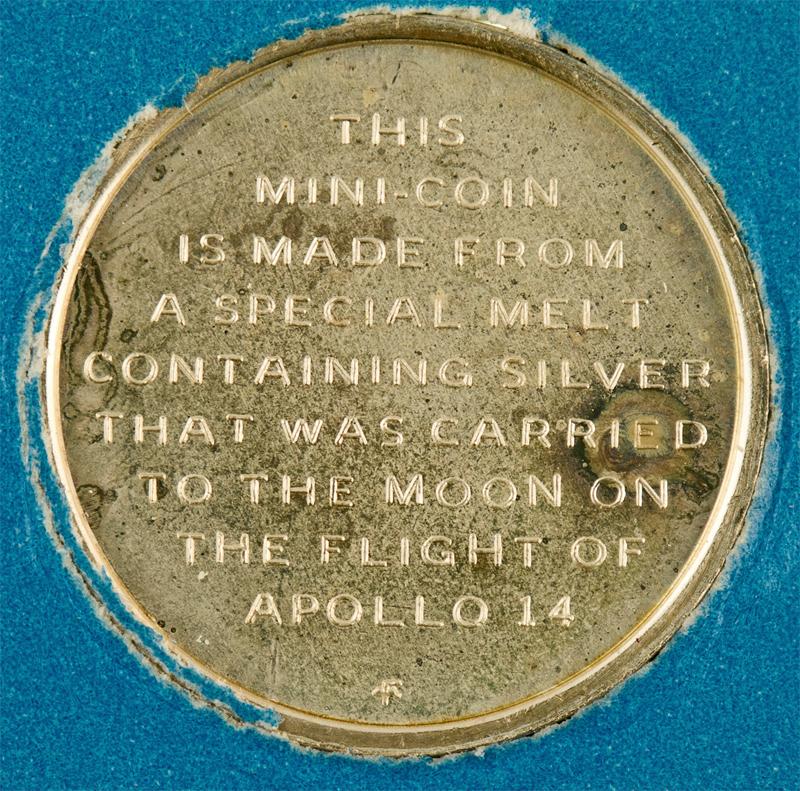 THIS
MINI-COIN
IS MADE FROM
A SPECIAL MELT
CONTAINING SILVER
THAT WAS CARRIED
TO THE MOON ON
THE FLIGHT OF
APOLLO 14